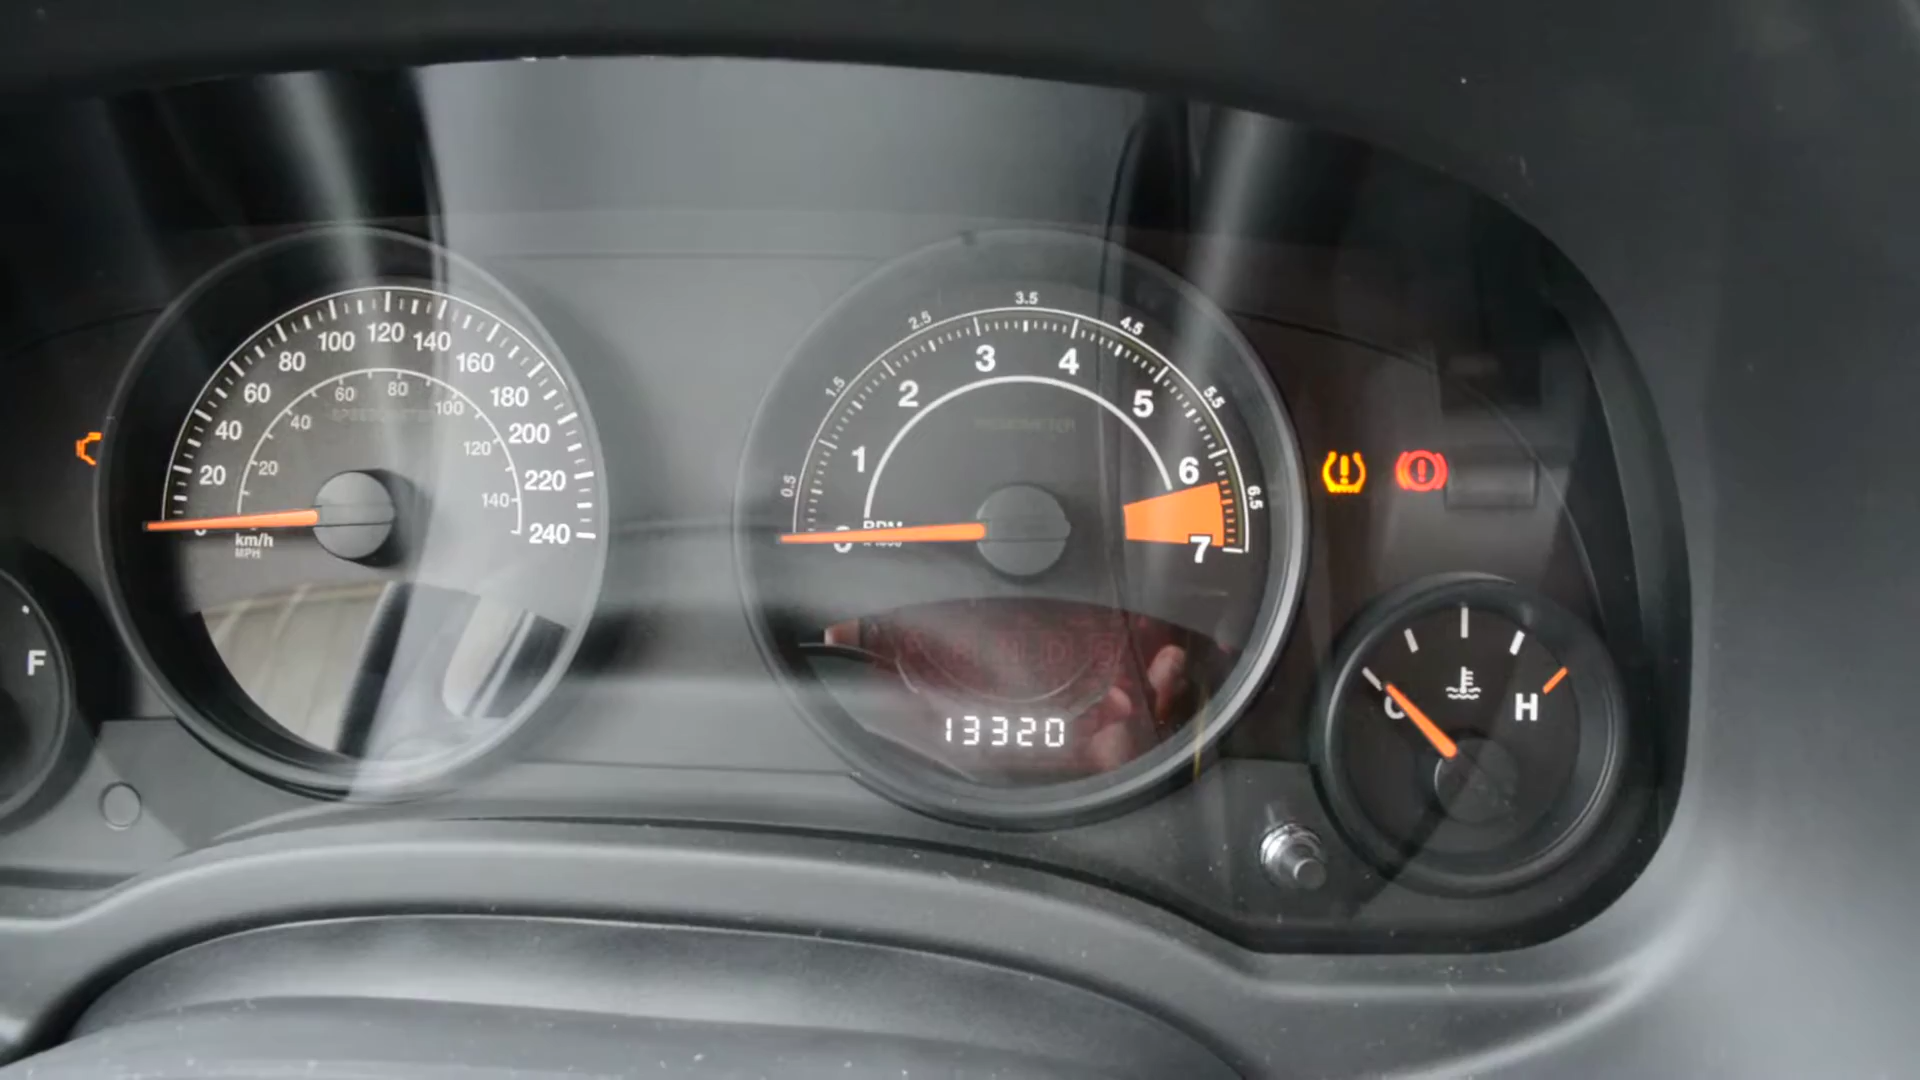 0 20 40 60 80 100 120 140 160 180 200 220 240
20 40 60 80 100 120 140
km/h
MPH
0.5 1.5 2.5 3.5 4.5 5.5 6.5
0 1 2 3 4 5 6 7
RPM
13320
F
C H